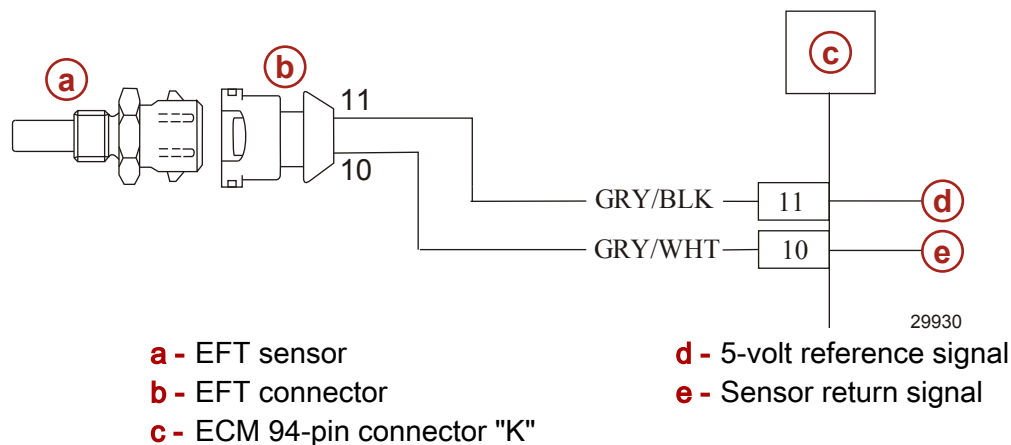 a
b
c
11
10
GRY/BLK
11
d
GRY/WHT
10
e
29930
a - EFT sensor
b - EFT connector
c - ECM 94-pin connector "K"
d - 5-volt reference signal
e - Sensor return signal